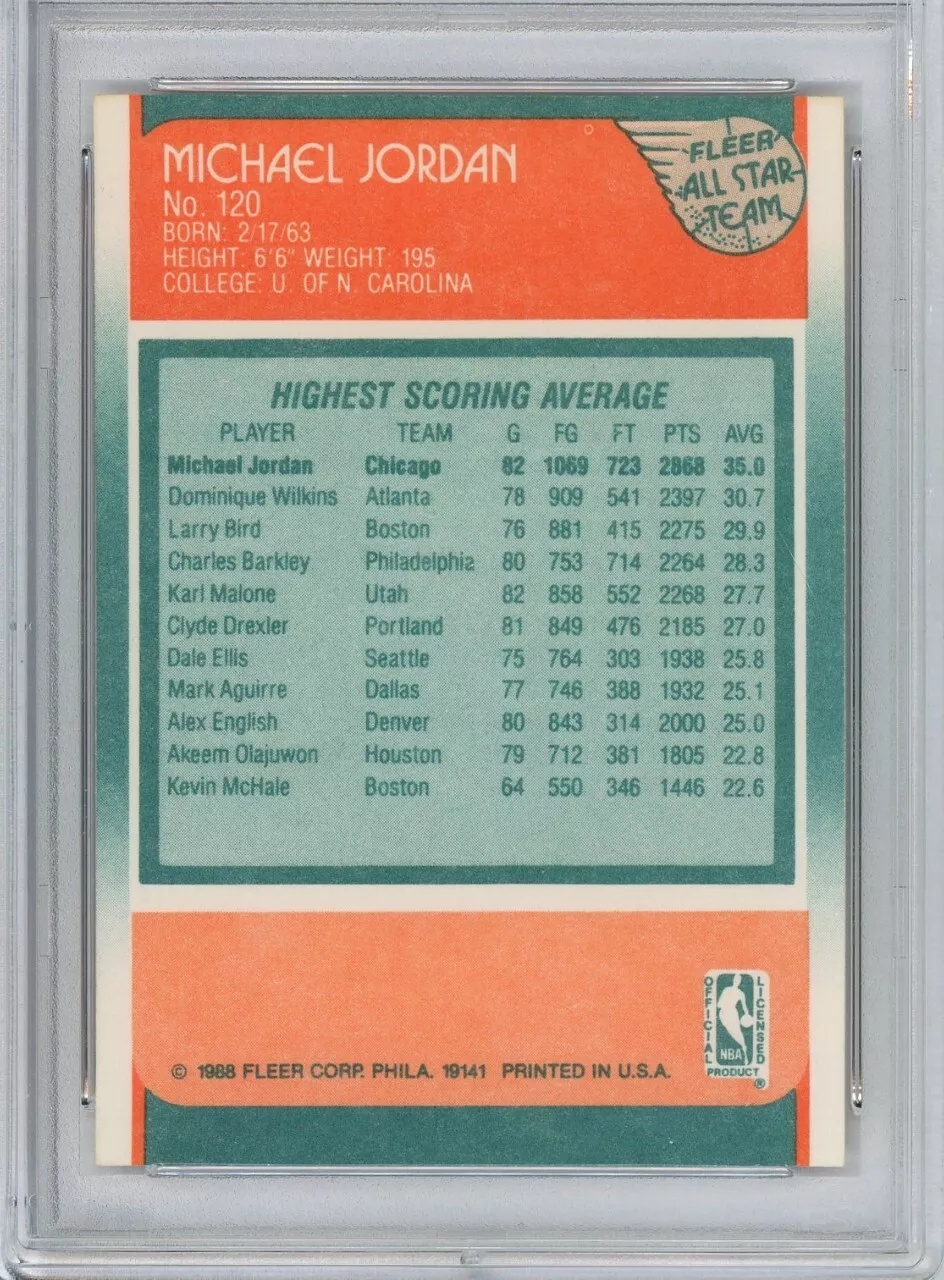 MICHAEL JORDAN
No. 120
BORN: 2/17/63
HEIGHT: 6'6" WEIGHT: 195
COLLEGE: U. OF N. CAROLINA
FLEER
ALL STAR
TEAM
HIGHEST SCORING AVERAGE
PLAYER TEAM G FG FT PTS AVG
Michael Jordan Chicago 82 1069 723 2868 35.0
Dominique Wilkins Atlanta 78 909 541 2397 30.7
Larry Bird Boston 76 881 415 2275 29.9
Charles Barkley Philadelphia 80 753 714 2264 28.3
Karl Malone Utah 82 858 552 2268 27.7
Clyde Drexler Portland 81 849 476 2185 27.0
Dale Ellis Seattle 75 764 303 1938 25.8
Mark Aguirre Dallas 77 746 388 1932 25.1
Alex English Denver 80 843 314 2000 25.0
Akeem Olajuwon Houston 79 712 381 1805 22.8
Kevin McHale Boston 64 550 346 1446 22.6
OFFICIAL LICENSED
NBA
PRODUCT
®
© 1988 FLEER CORP. PHILA. 19141 PRINTED IN U.S.A.